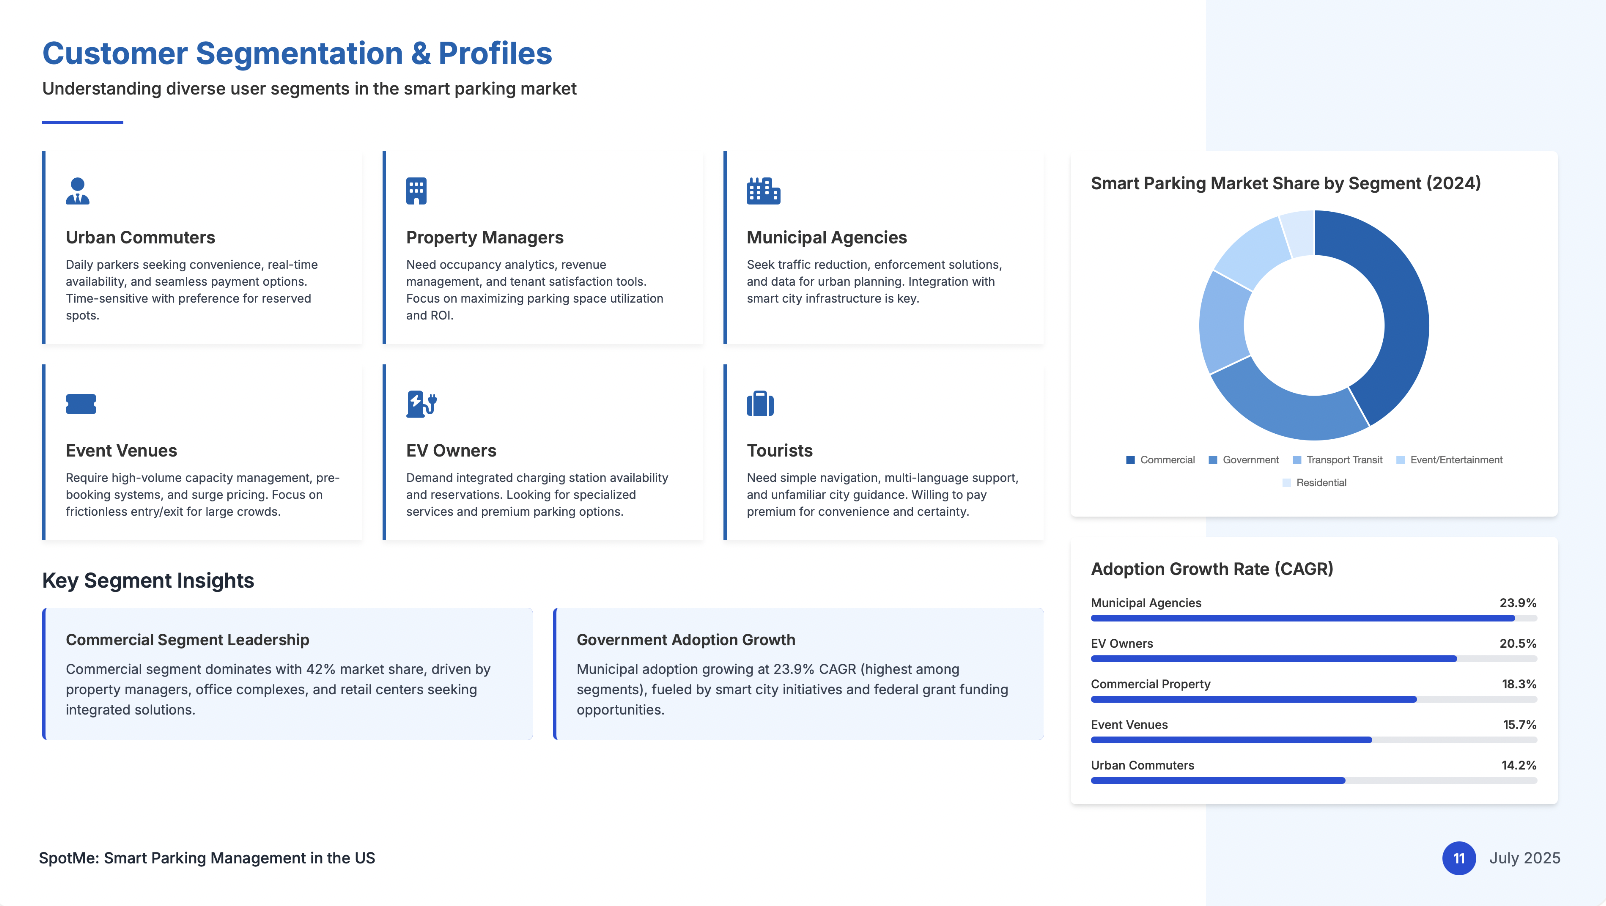 Customer Segmentation & Profiles
Understanding diverse user segments in the smart parking market
Urban Commuters
Daily parkers seeking convenience, real-time
availability, and seamless payment options.
Time-sensitive with preference for reserved
spots.
Property Managers
Need occupancy analytics, revenue
management, and tenant satisfaction tools.
Focus on maximizing parking space utilization
and ROI.
Municipal Agencies
Seek traffic reduction, enforcement solutions,
and data for urban planning. Integration with
smart city infrastructure is key.
Event Venues
Require high-volume capacity management, pre-
booking systems, and surge pricing. Focus on
frictionless entry/exit for large crowds.
EV Owners
Demand integrated charging station availability
and reservations. Looking for specialized
services and premium parking options.
Tourists
Need simple navigation, multi-language support,
and unfamiliar city guidance. Willing to pay
premium for convenience and certainty.
Key Segment Insights
Commercial Segment Leadership
Commercial segment dominates with 42% market share, driven by
property managers, office complexes, and retail centers seeking
integrated solutions.
Government Adoption Growth
Municipal adoption growing at 23.9% CAGR (highest among
segments), fueled by smart city initiatives and federal grant funding
opportunities.
Smart Parking Market Share by Segment (2024)
Commercial Government Transport Transit Event/Entertainment
Residential
Adoption Growth Rate (CAGR)
Municipal Agencies 23.9%
EV Owners 20.5%
Commercial Property 18.3%
Event Venues 15.7%
Urban Commuters 14.2%
SpotMe: Smart Parking Management in the US
11 July 2025